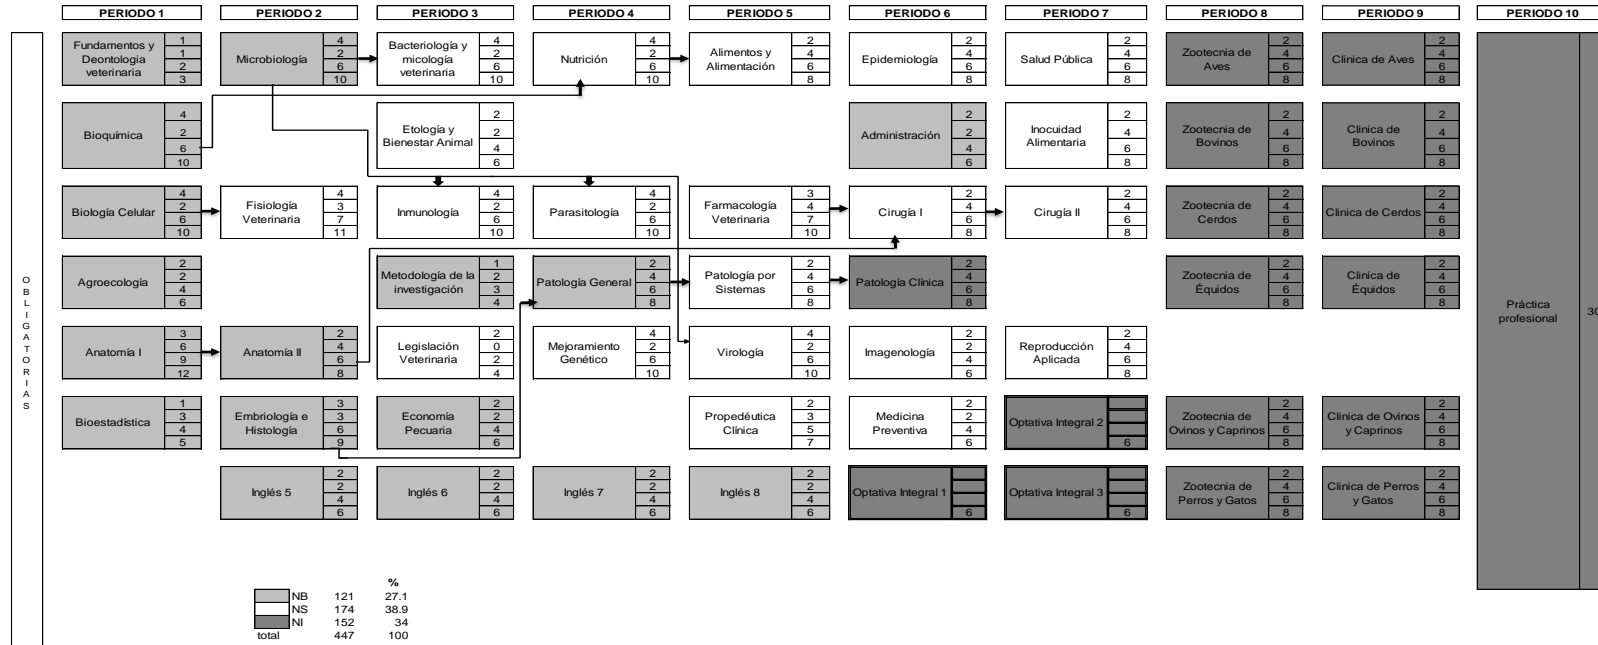 PERIODO 1
PERIODO 2
PERIODO 3
PERIODO 4
PERIODO 5
PERIODO 6
PERIODO 7
PERIODO 8
PERIODO 9
PERIODO 10
OBLIGATORIAS
Fundamentos y
Deontologia
veterinaria
1
1
2
3
Microbiología
4
2
6
10
Bacteriología y
micología
veterinaria
4
2
6
10
Nutrición
4
2
6
10
Alimentos y
Alimentación
2
4
6
8
Epidemiología
2
4
6
8
Salud Pública
2
4
6
8
Zootecnia de
Aves
2
4
6
8
Clinica de Aves
2
4
6
8
Bioquímica
4
2
6
10
Etología y
Bienestar Animal
2
2
4
6
Administración
2
2
4
6
Inocuidad
Alimentaria
2
4
6
8
Zootecnia de
Bovinos
2
4
6
8
Clinica de
Bovinos
2
4
6
8
Biología Celular
4
2
6
10
Fisiología
Veterinaria
4
3
7
11
Inmunología
4
2
6
10
Parasitología
4
2
6
10
Farmacología
Veterinaria
3
4
7
10
Cirugía I
2
4
6
8
Cirugía II
2
4
6
8
Zootecnia de
Cerdos
2
4
6
8
Clinica de Cerdos
2
4
6
8
Agroecología
2
2
4
6
Metodología de la
investigación
1
2
3
4
Patología General
2
4
6
8
Patología por
Sistemas
2
4
6
8
Patología Clínica
2
4
6
8
Zootecnia de
Équidos
2
4
6
8
Clinica de
Équidos
2
4
6
8
Práctica
profesional
30
Anatomía I
3
6
9
12
Anatomía II
2
4
6
8
Legislación
Veterinaria
2
0
2
4
Mejoramiento
Genético
4
2
6
10
Virología
4
2
6
10
Imagenología
2
2
4
6
Reproducción
Aplicada
2
4
6
8
Bioestadística
1
3
4
5
Embriología e
Histología
3
3
6
9
Economía
Pecuaria
2
2
4
6
Propedéutica
Clínica
2
3
5
7
Medicina
Preventiva
2
2
4
6
Optativa Integral 2
6
Zootecnia de
Ovinos y Caprinos
2
4
6
8
Clinica de Ovinos
y Caprinos
2
4
6
8
Inglés 5
2
2
4
6
Inglés 6
2
2
4
6
Inglés 7
2
2
4
6
Inglés 8
2
2
4
6
Optativa Integral 1
6
Optativa Integral 3
6
Zootecnia de
Perros y Gatos
2
4
6
8
Clinica de Perros
y Gatos
2
4
6
8
%
NB 121 27.1
NS 174 38.9
NI 152 34
total 447 100